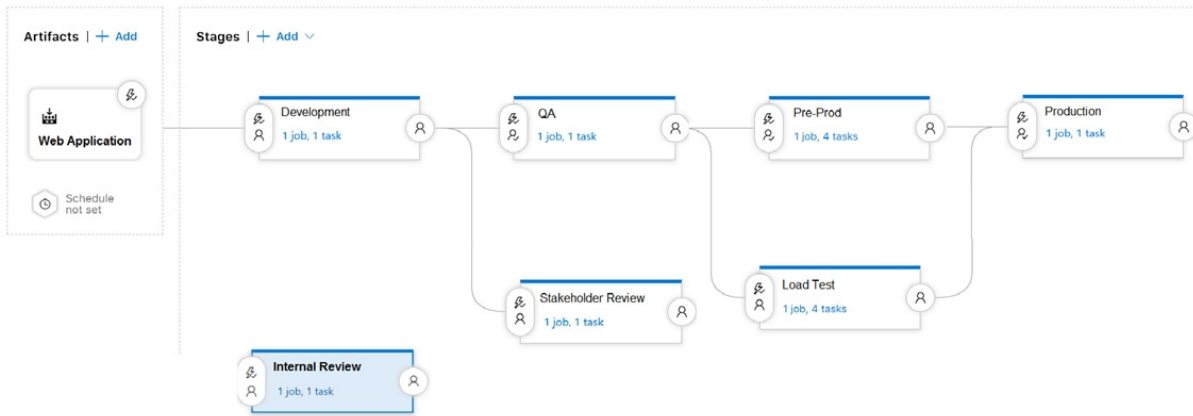 Artifacts | + Add
Stages | + Add
Web Application
Schedule
not set
Development
1 job, 1 task
QA
1 job, 1 task
Pre-Prod
1 job, 4 tasks
Production
1 job, 1 task
Stakeholder Review
1 job, 1 task
Load Test
1 job, 4 tasks
Internal Review
1 job, 1 task